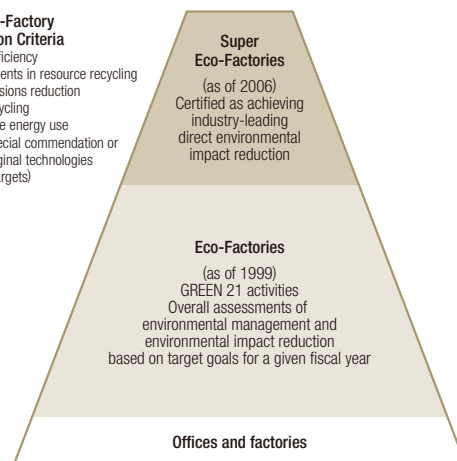 -Factory
on Criteria
ficiency
ents in resource recycling
sions reduction
ycling
e energy use
ecial commendation or
ginal technologies
argets)
Super
Eco-Factories
(as of 2006)
Certified as achieving
industry-leading
direct environmental
impact reduction
Eco-Factories
(as of 1999)
GREEN 21 activities
Overall assessments of
environmental management and
environmental impact reduction
based on target goals for a given fiscal year
Offices and factories